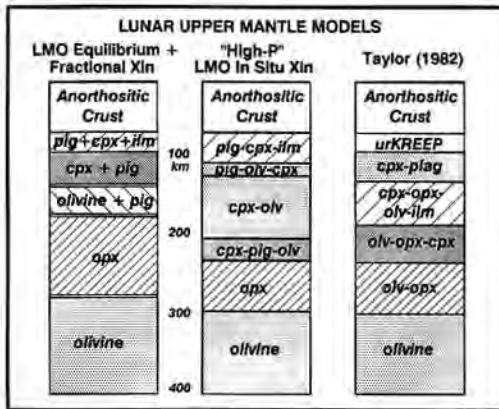 LUNAR UPPER MANTLE MODELS
LMO Equilibrium +
Fractional Xln
"High-P"
LMO In Situ Xln
Taylor (1982)
Anorthositic
Crust
pig+cpx+ilm
cpx + pig
olivine + pig
opx
olivine
100
km
200
300
400
Anorthositic
Crust
pig-cpx-ilm
pig-olv-cpx
cpx-olv
cpx-pig-olv
opx
olivine
Anorthositic
Crust
urKREEP
cpx-plag
cpx-opx-
olv-ilm
olv-opx-cpx
olv-opx
olivine